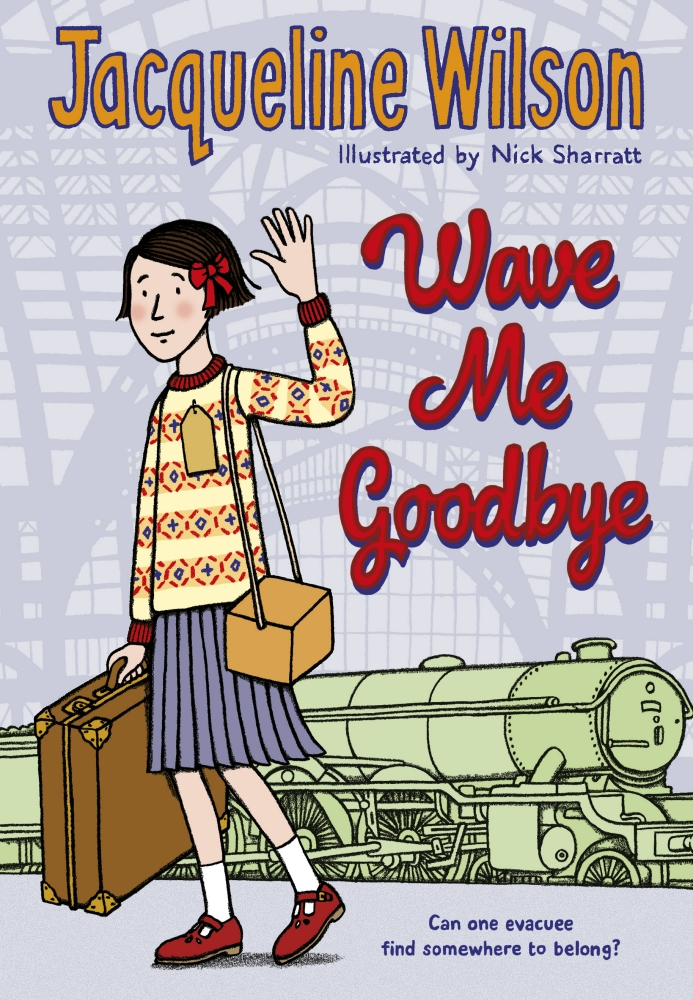 Jacqueline Wilson
Illustrated by Nick Sharratt
Wave
Me
Goodbye
Can one evacuee
find somewhere to belong?